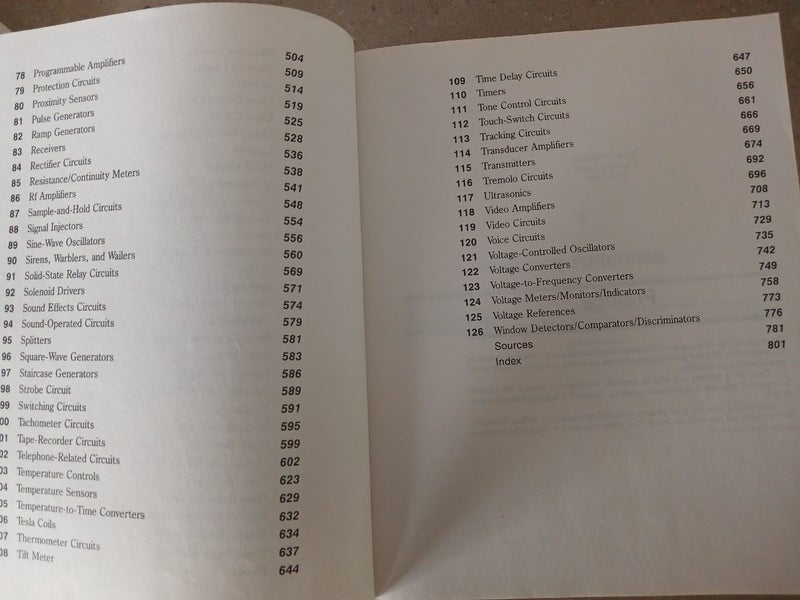 78 Programmable Amplifiers 504
79 Protection Circuits 509
80 Proximity Sensors 514
81 Pulse Generators 519
82 Ramp Generators 525
83 Receivers 528
84 Rectifier Circuits 536
85 Resistance/Continuity Meters 538
86 Rf Amplifiers 541
87 Sample-and-Hold Circuits 548
88 Signal Injectors 554
89 Sine-Wave Oscillators 556
90 Sirens, Warblers, and Wailers 560
91 Solid-State Relay Circuits 569
92 Solenoid Drivers 571
93 Sound Effects Circuits 574
94 Sound-Operated Circuits 579
95 Splitters 581
96 Square-Wave Generators 583
97 Staircase Generators 586
98 Strobe Circuit 589
99 Switching Circuits 591
00 Tachometer Circuits 595
01 Tape-Recorder Circuits 599
02 Telephone-Related Circuits 602
03 Temperature Controls 623
04 Temperature Sensors 629
05 Temperature-to-Time Converters 632
06 Tesla Coils 634
07 Thermometer Circuits 637
08 Tilt Meter 644
109 Time Delay Circuits 647
110 Timers 650
111 Tone Control Circuits 656
112 Touch-Switch Circuits 661
113 Tracking Circuits 666
114 Transducer Amplifiers 669
115 Transmitters 674
116 Tremolo Circuits 692
117 Ultrasonics 696
118 Video Amplifiers 708
119 Video Circuits 713
120 Voice Circuits 729
121 Voltage-Controlled Oscillators 735
122 Voltage Converters 742
123 Voltage-to-Frequency Converters 749
124 Voltage Meters/Monitors/Indicators 758
125 Voltage References 773
126 Window Detectors/Comparators/Discriminators 776
Sources 781
Index 801